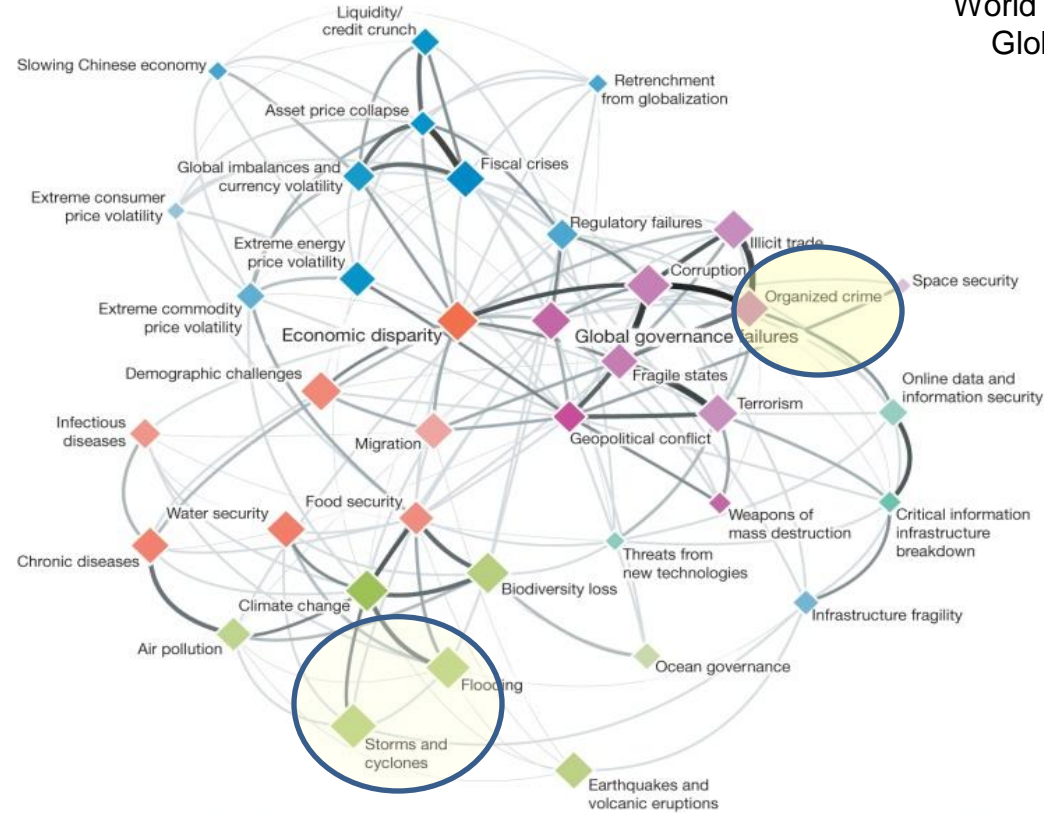 World
Glob
Liquidity/
credit crunch
Slowing Chinese economy
Retrenchment
from globalization
Asset price collapse
Fiscal crises
Global imbalances and
currency volatility
Extreme consumer
price volatility
Regulatory failures
Illicit trade
Extreme energy
price volatility
Corruption
Space security
Organized crime
Extreme commodity
price volatility
Economic disparity
Global governance failures
Demographic challenges
Fragile states
Online data and
information security
Terrorism
Infectious
diseases
Migration
Geopolitical conflict
Food security
Water security
Weapons of
mass destruction
Critical information
infrastructure
breakdown
Chronic diseases
Threats from
new technologies
Biodiversity loss
Climate change
Infrastructure fragility
Air pollution
Ocean governance
Flooding
Storms and
cyclones
Earthquakes and
volcanic eruptions